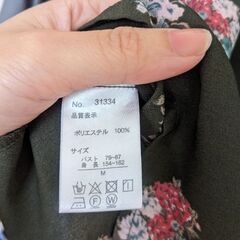 No. 31334
品質表示
ポリエステル 100%
サイズ
バスト 79-87
身長 154-162
M